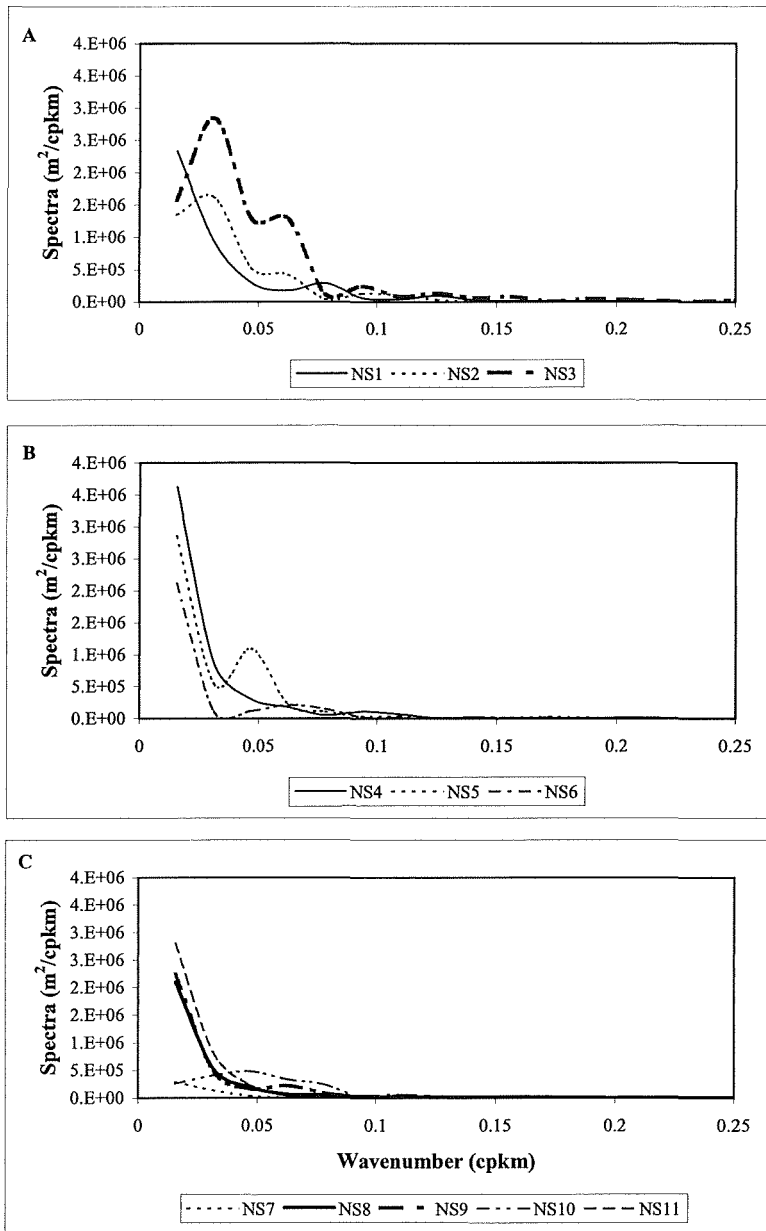 A
4.E+06
4.E+06
3.E+06
3.E+06
2.E+06
2.E+06
1.E+06
5.E+05
0.E+00
Spectra (m²/cpkm)
0 0.05 0.1 0.15 0.2 0.25
NS1 NS2 NS3
B
4.E+06
4.E+06
3.E+06
3.E+06
2.E+06
2.E+06
1.E+06
5.E+05
0.E+00
Spectra (m²/cpkm)
0 0.05 0.1 0.15 0.2 0.25
NS4 NS5 NS6
C
4.E+06
4.E+06
3.E+06
3.E+06
2.E+06
2.E+06
1.E+06
5.E+05
0.E+00
Spectra (m²/cpkm)
0 0.05 0.1 0.15 0.2 0.25
Wavenumber (cpkm)
NS7 NS8 NS9 NS10 NS11